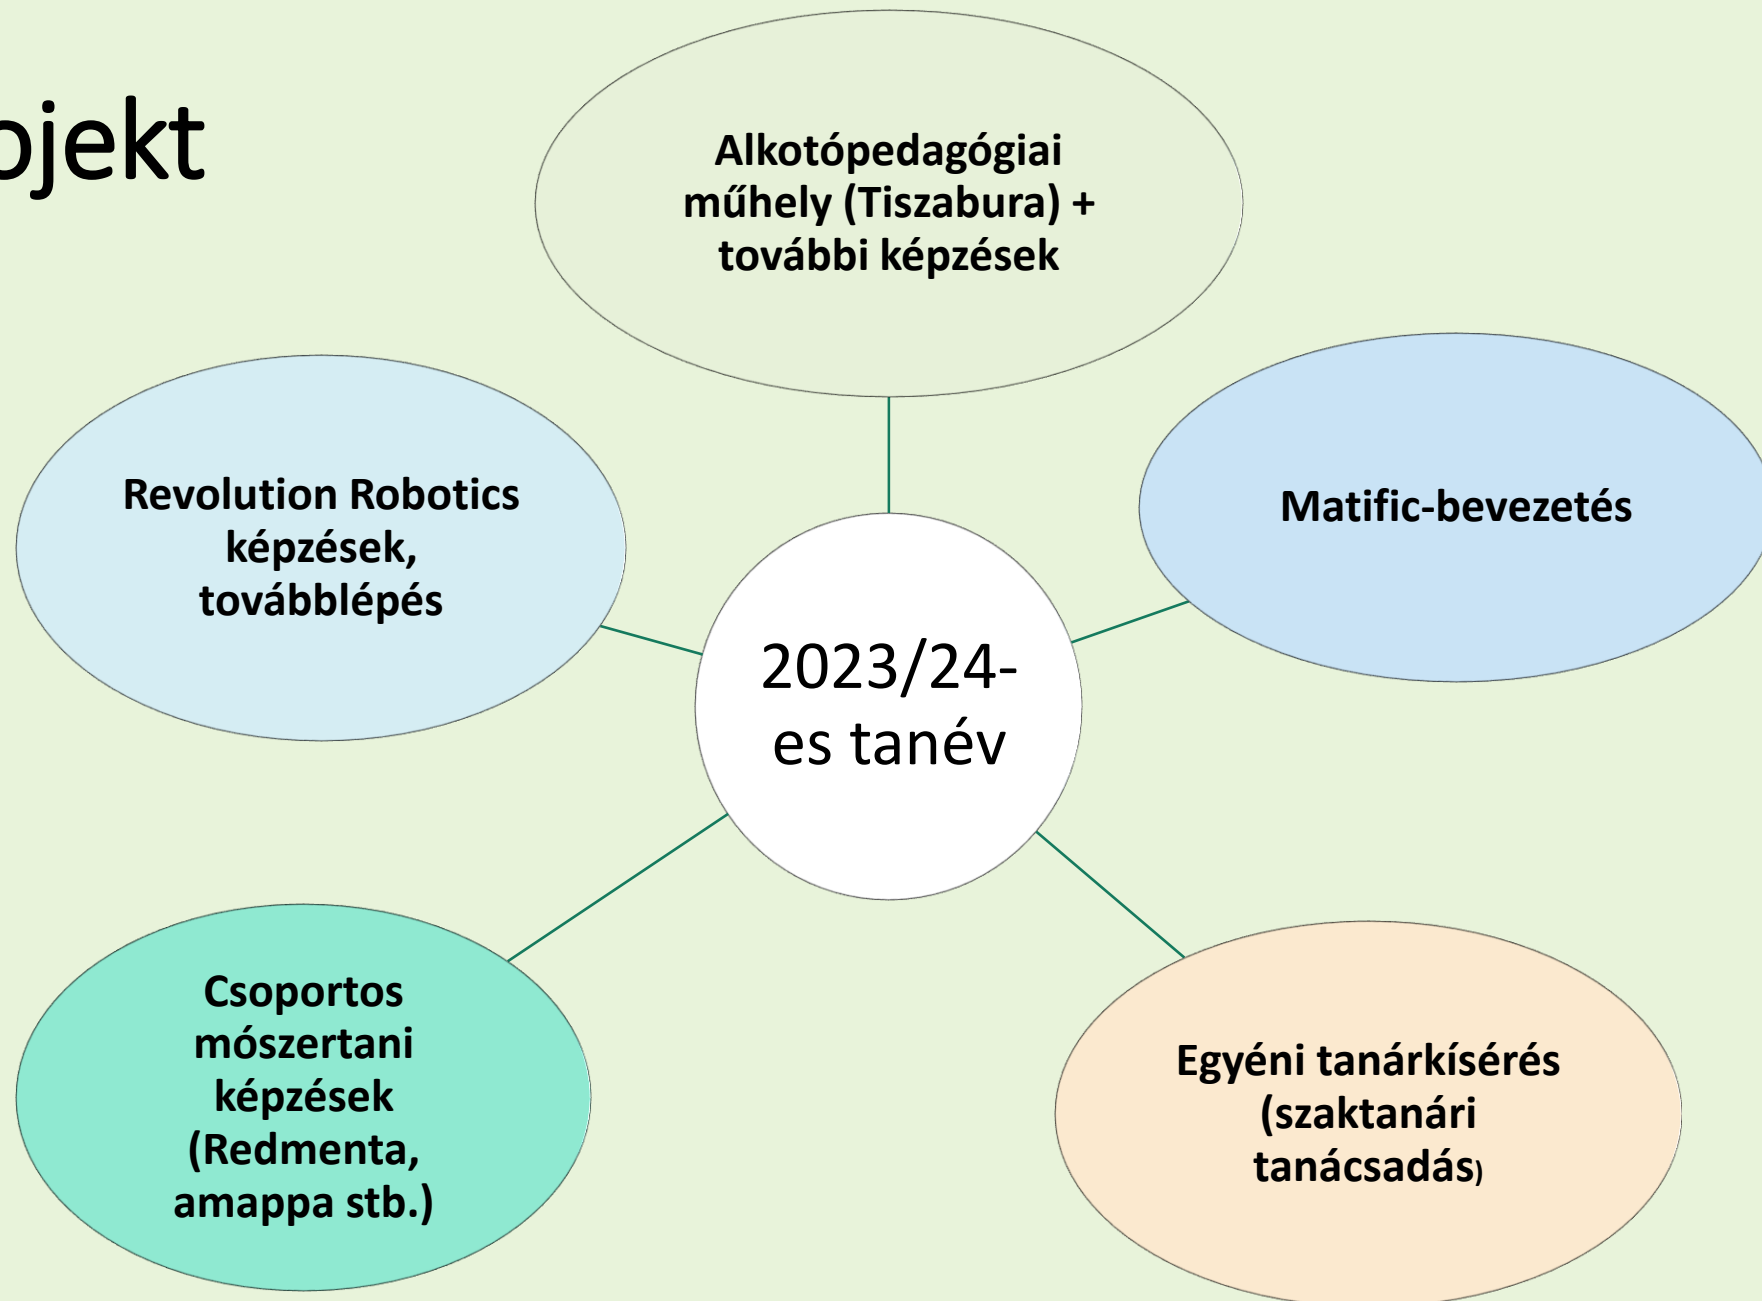 ojekt
Alkotópedagógiai
műhely (Tiszabura) +
további képzések
Revolution Robotics
képzések,
továbblépés
Matific-bevezetés
2023/24-
es tanév
Csoportos
mószertani
képzések
(Redmenta,
amappa stb.)
Egyéni tanárkísérés
(szaktanári
tanácsadás)